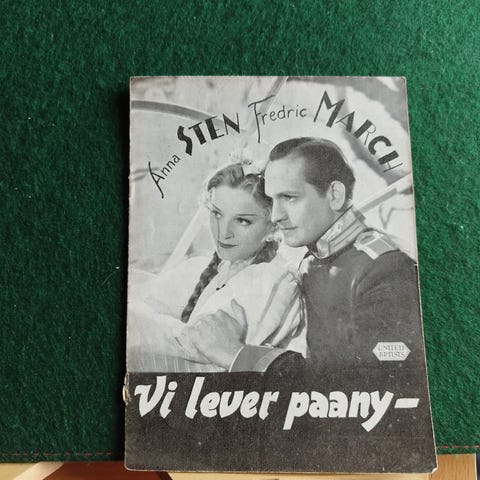 Anna STEN Fredric MARCH
UNITED
ARTISTS
Vi lever paany-